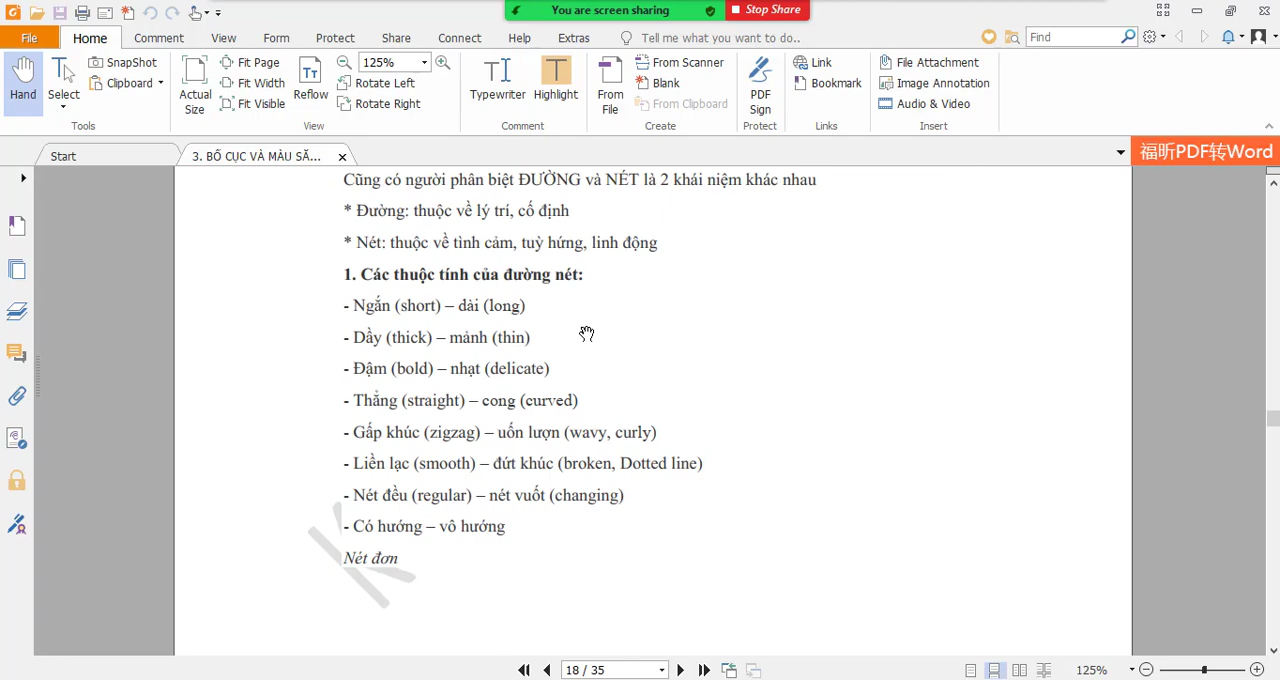 You are screen sharing
Stop Share
File Home Comment View Form Protect Share Connect Help Extras Tell me what you want to do.. Find
SnapShot Fit Page 125% From Scanner Link File Attachment
Hand Select Clipboard Fit Width Rotate Left Blank Bookmark Image Annotation
Actual Size Fit Visible Reflow Rotate Right Typewriter Highlight From File From Clipboard PDF Sign Audio & Video
Tools View Comment Create Protect Links Insert
Start 3. BỐ CỤC VÀ MÀU SẮ... 福昕PDF转Word
Cũng có người phân biệt ĐƯỜNG và NÉT là 2 khái niệm khác nhau
* Đường: thuộc về lý trí, cố định
* Nét: thuộc về tình cảm, tuỳ hứng, linh động
1. Các thuộc tính của đường nét:
- Ngắn (short) – dài (long)
- Dầy (thick) – mảnh (thin)
- Đậm (bold) – nhạt (delicate)
- Thẳng (straight) – cong (curved)
- Gấp khúc (zigzag) – uốn lượn (wavy, curly)
- Liền lạc (smooth) – đứt khúc (broken, Dotted line)
- Nét đều (regular) – nét vuốt (changing)
- Có hướng – vô hướng
Nét đơn
K
18 / 35 125%